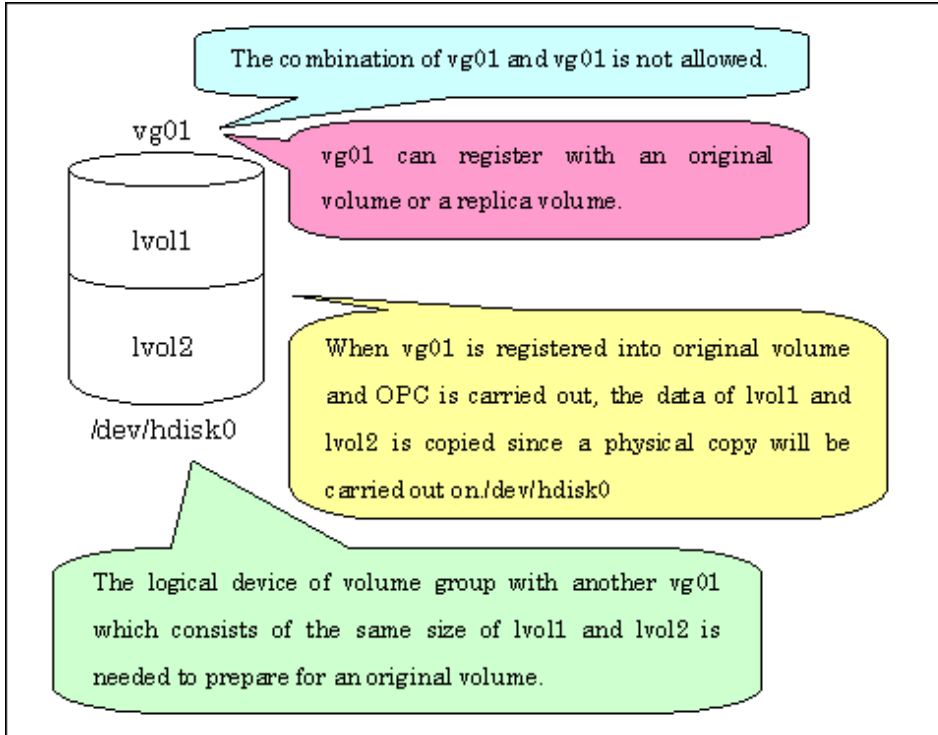 The combination of vg01 and vg01 is not allowed.
vg01
vg01 can register with an original
volume or a replica volume.
lvol1
lvol2
When vg01 is registered into original volume
and OPC is carried out, the data of lvol1 and
lvol2 is copied since a physical copy will be
carried out on./dev/hdisk0
/dev/hdisk0
The logical device of volume group with another vg01
which consists of the same size of lvol1 and lvol2 is
needed to prepare for an original volume.